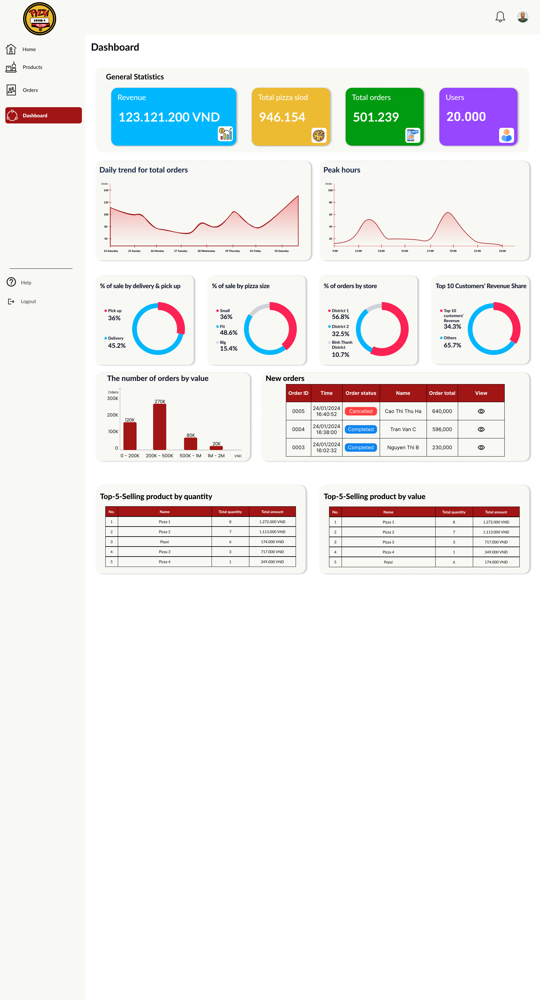 PIZZA
LOVER'S
DIAL A PIZZA
Home
Products
Orders
Dashboard
Help
Logout
Dashboard
General Statistics
Revenue
123.121.200 VND
Total pizza slod
946.154
Total orders
501.239
ORDER
Users
20.000
Daily trend for total orders
Order
140
120
100
80
40
24 Saturday 25 Sunday 26 Monday 27 Tuesday 28 Wednesday 29 Thursday 01 Friday 02 Saturday
Peak hours
Order
100
80
60
40
20
9:00 11:00 13:00 15:00 17:00 19:00 21:00 23:00
% of sale by delivery & pick up
Pick up
36%
Delivery
45.2%
% of sale by pizza size
Small
36%
Fit
48.6%
Big
15.4%
% of orders by store
District 1
56.8%
District 2
32.5%
Binh Thanh
District
10.7%
Top 10 Customers' Revenue Share
Top 10
customers'
Revenue
34.3%
Others
65.7%
The number of orders by value
Oders
300K
200K
100K
0
120K
270K
80K
20K
0 - 200K 200K - 500K 500K - 1M 1M - 2M VND
New orders
Order ID Time Order status Name Order total View
0005 24/01/2024 16:40:52 Cancelled Cao Thi Thu Ha 640,000
0004 24/01/2024 16:38:00 Completed Tran Van C 596,000
0003 24/01/2024 16:02:32 Completed Nguyen Thi B 230,000
Top-5-Selling product by quantity
No. Name Total quantity Total amount
1 Pizza 1 8 1.272.000 VNĐ
2 Pizza 2 7 1.113.000 VNĐ
3 Pepsi 6 174.000 VNĐ
4 Pizza 3 3 717.000 VNĐ
5 Pizza 4 1 349.000 VNĐ
Top-5-Selling product by value
No. Name Total quantity Total amount
1 Pizza 1 8 1.272.000 VNĐ
2 Pizza 2 7 1.113.000 VNĐ
3 Pizza 3 3 717.000 VNĐ
4 Pizza 4 1 349.000 VNĐ
5 Pepsi 6 174.000 VNĐ